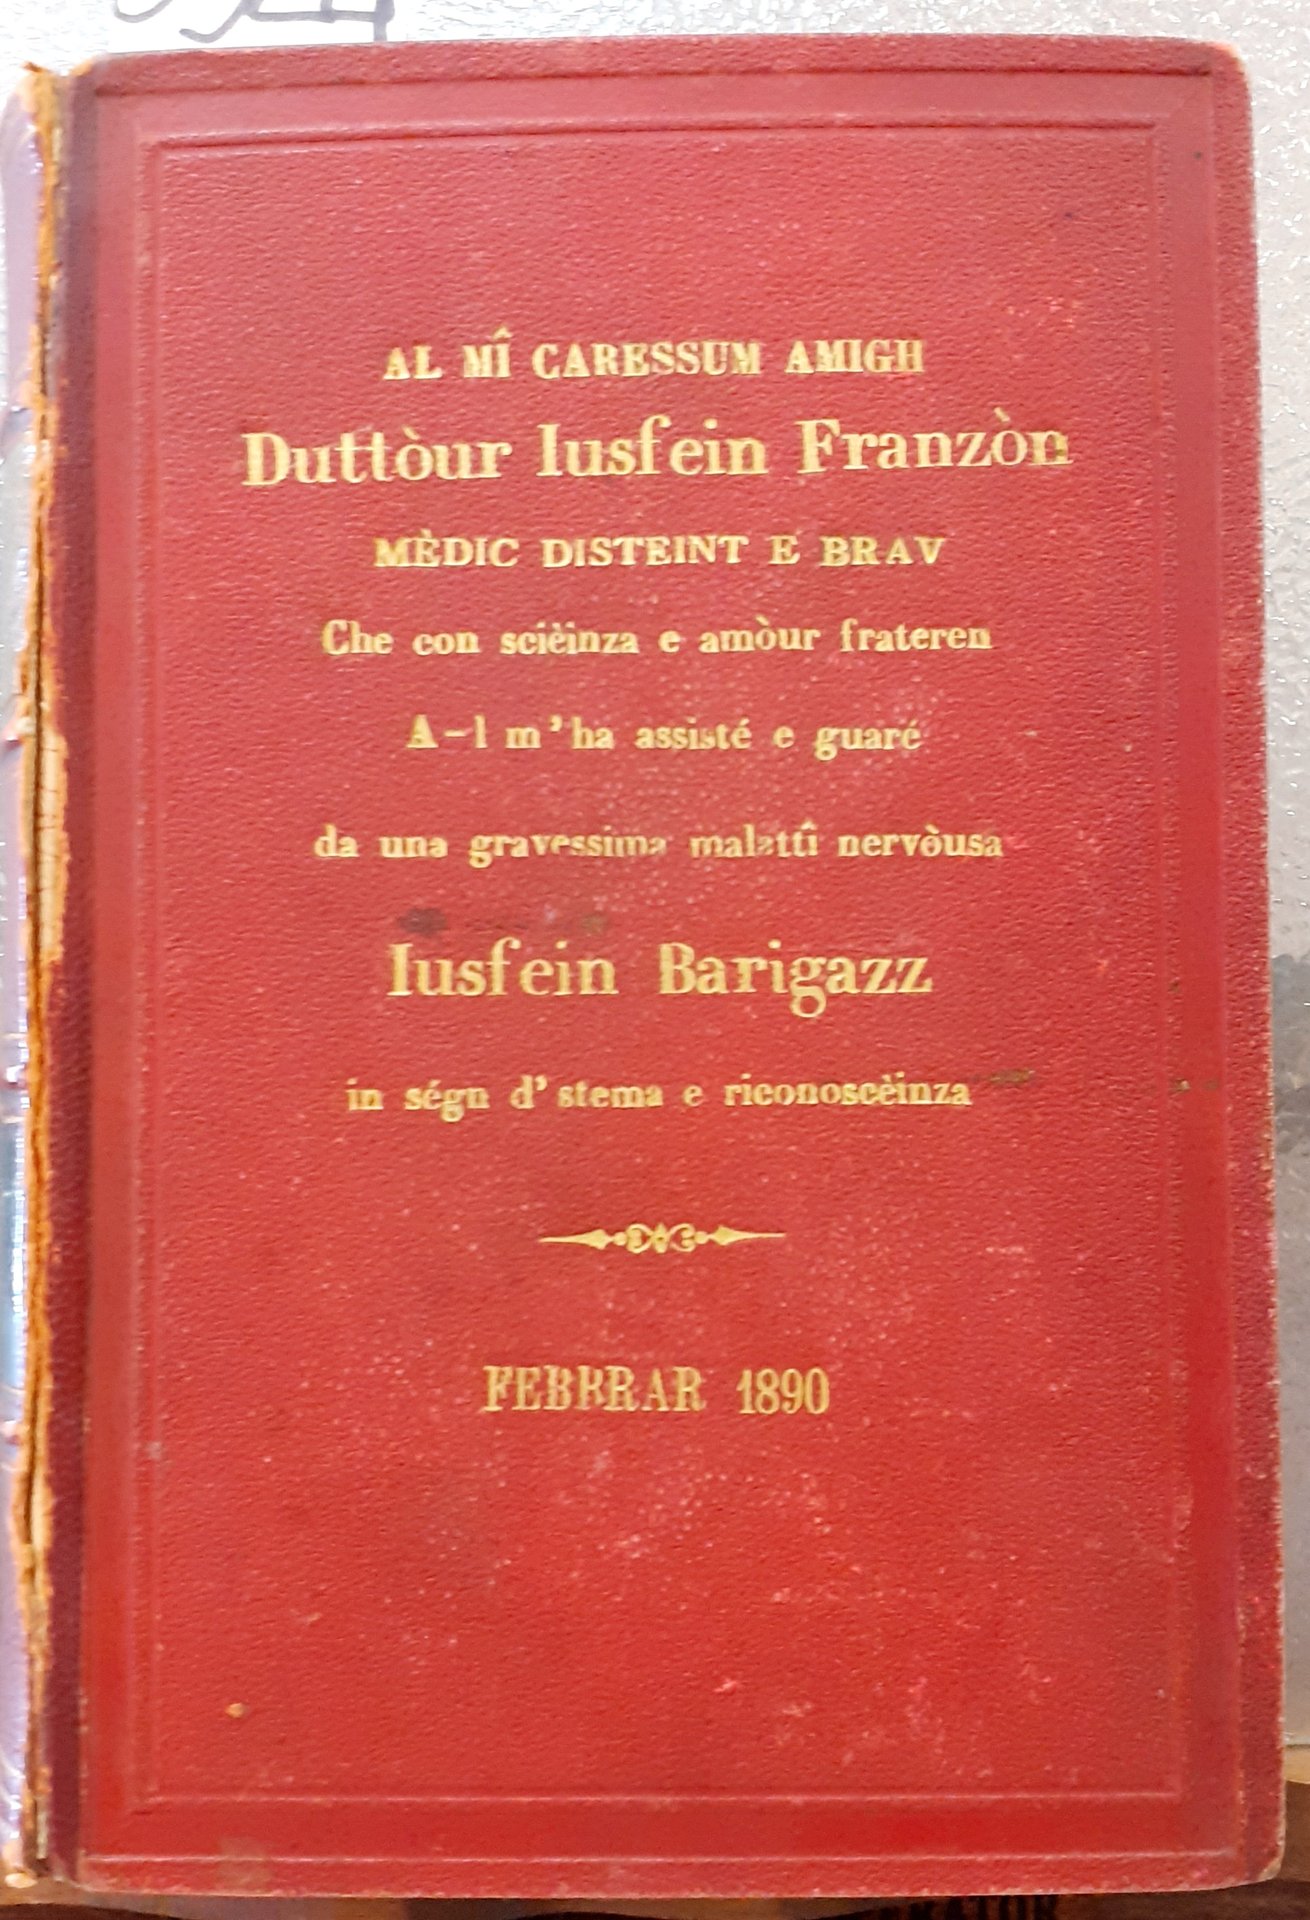 AL MÎ CARESSUM AMIGH
Duttòur Iusfein Franzòn
MÈDIC DISTEINT E BRAV
Che con scièinza e amòur frateren
A-l m'ha assisté e guaré
da una gravessima malattî nervòusa
Iusfein Barigazz
in ségn d'stema e riconoscèinza
FEBBRAR 1890